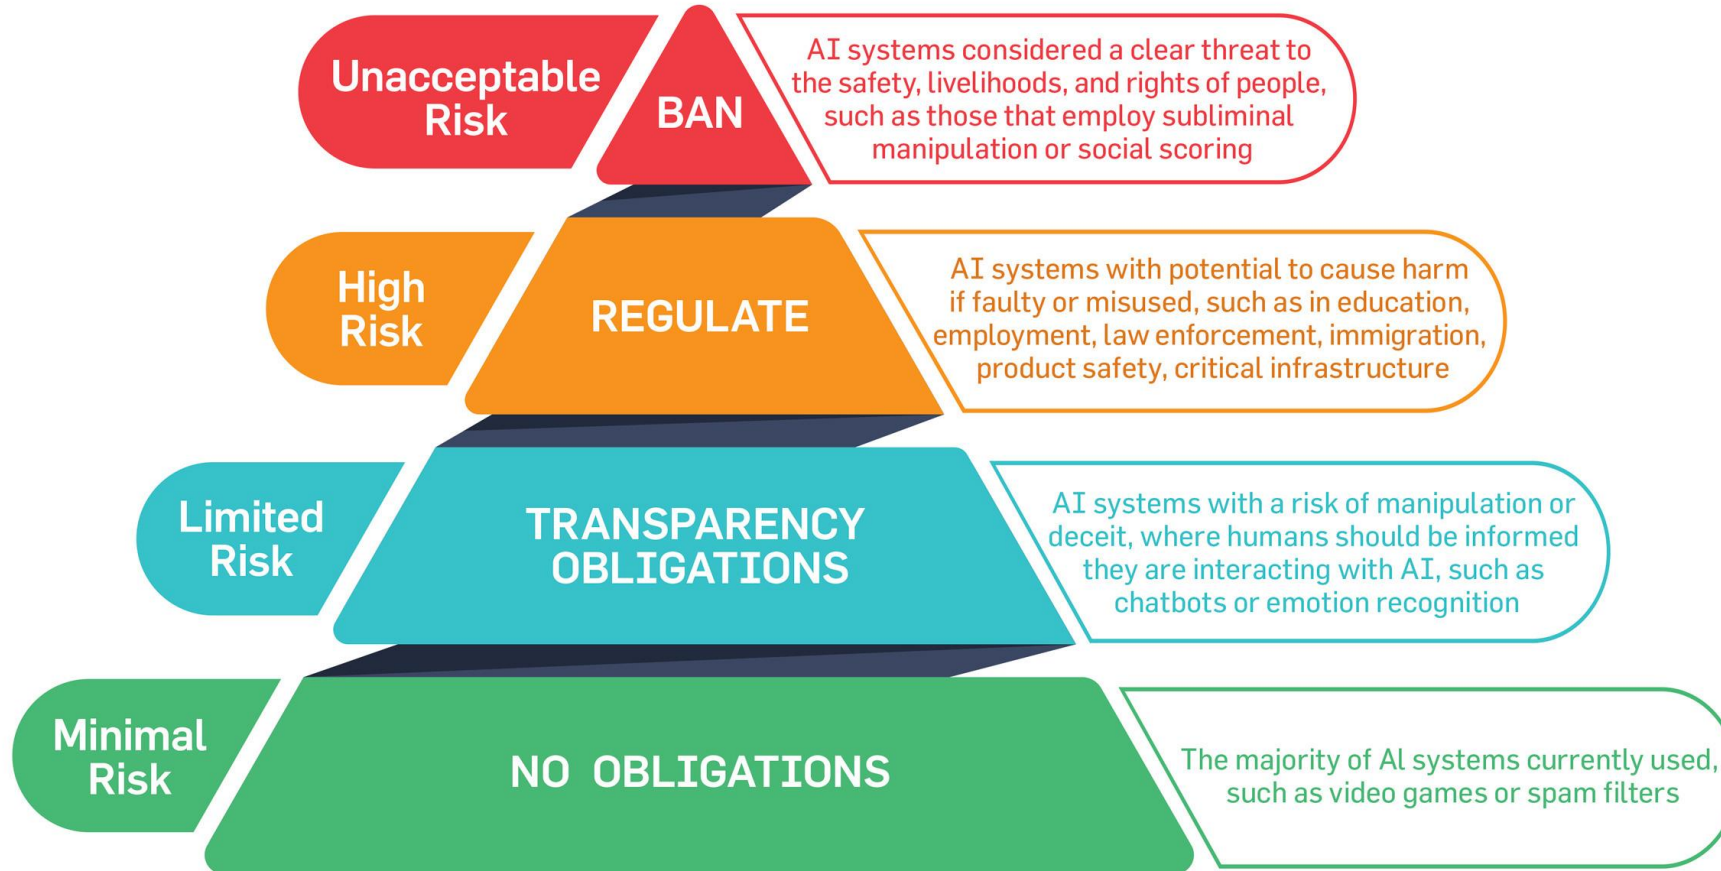 Unacceptable
Risk
BAN
AI systems considered a clear threat to
the safety, livelihoods, and rights of people,
such as those that employ subliminal
manipulation or social scoring
High
Risk
REGULATE
AI systems with potential to cause harm
if faulty or misused, such as in education,
employment, law enforcement, immigration,
product safety, critical infrastructure
Limited
Risk
TRANSPARENCY
OBLIGATIONS
AI systems with a risk of manipulation or
deceit, where humans should be informed
they are interacting with AI, such as
chatbots or emotion recognition
Minimal
Risk
NO OBLIGATIONS
The majority of Al systems currently used,
such as video games or spam filters